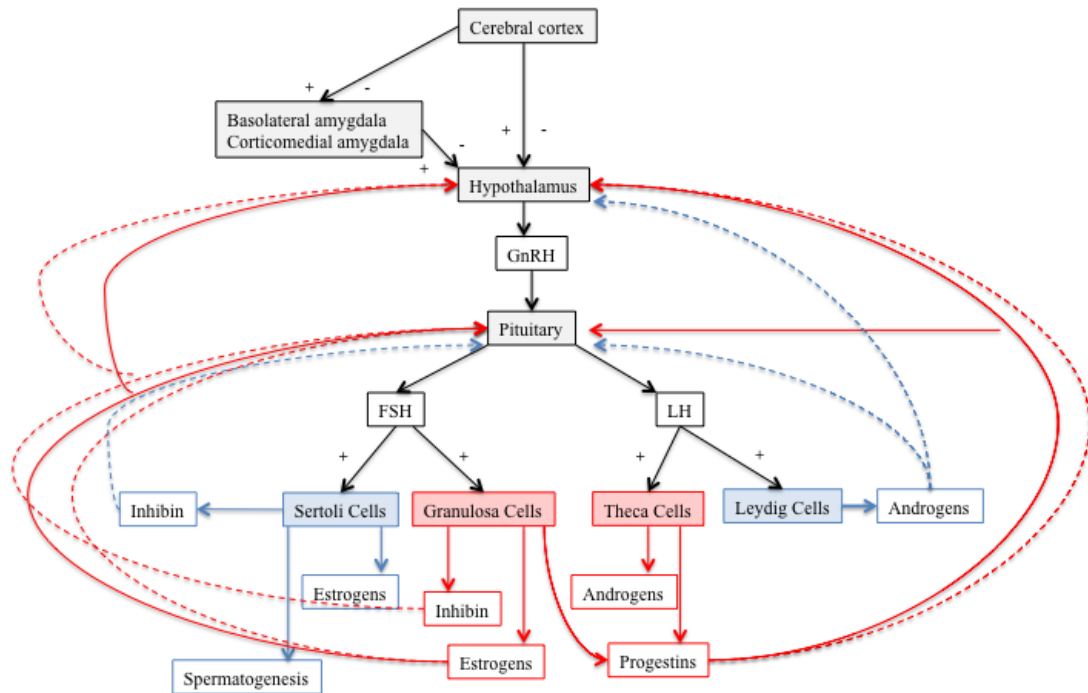 Cerebral cortex
+ -
Basolateral amygdala
Corticomedial amygdala
+ -
-
+
Hypothalamus
GnRH
Pituitary
FSH
LH
+ +
+ +
Inhibin
Sertoli Cells
Granulosa Cells
Theca Cells
Leydig Cells
Androgens
Estrogens
Inhibin
Androgens
Estrogens
Progestins
Spermatogenesis